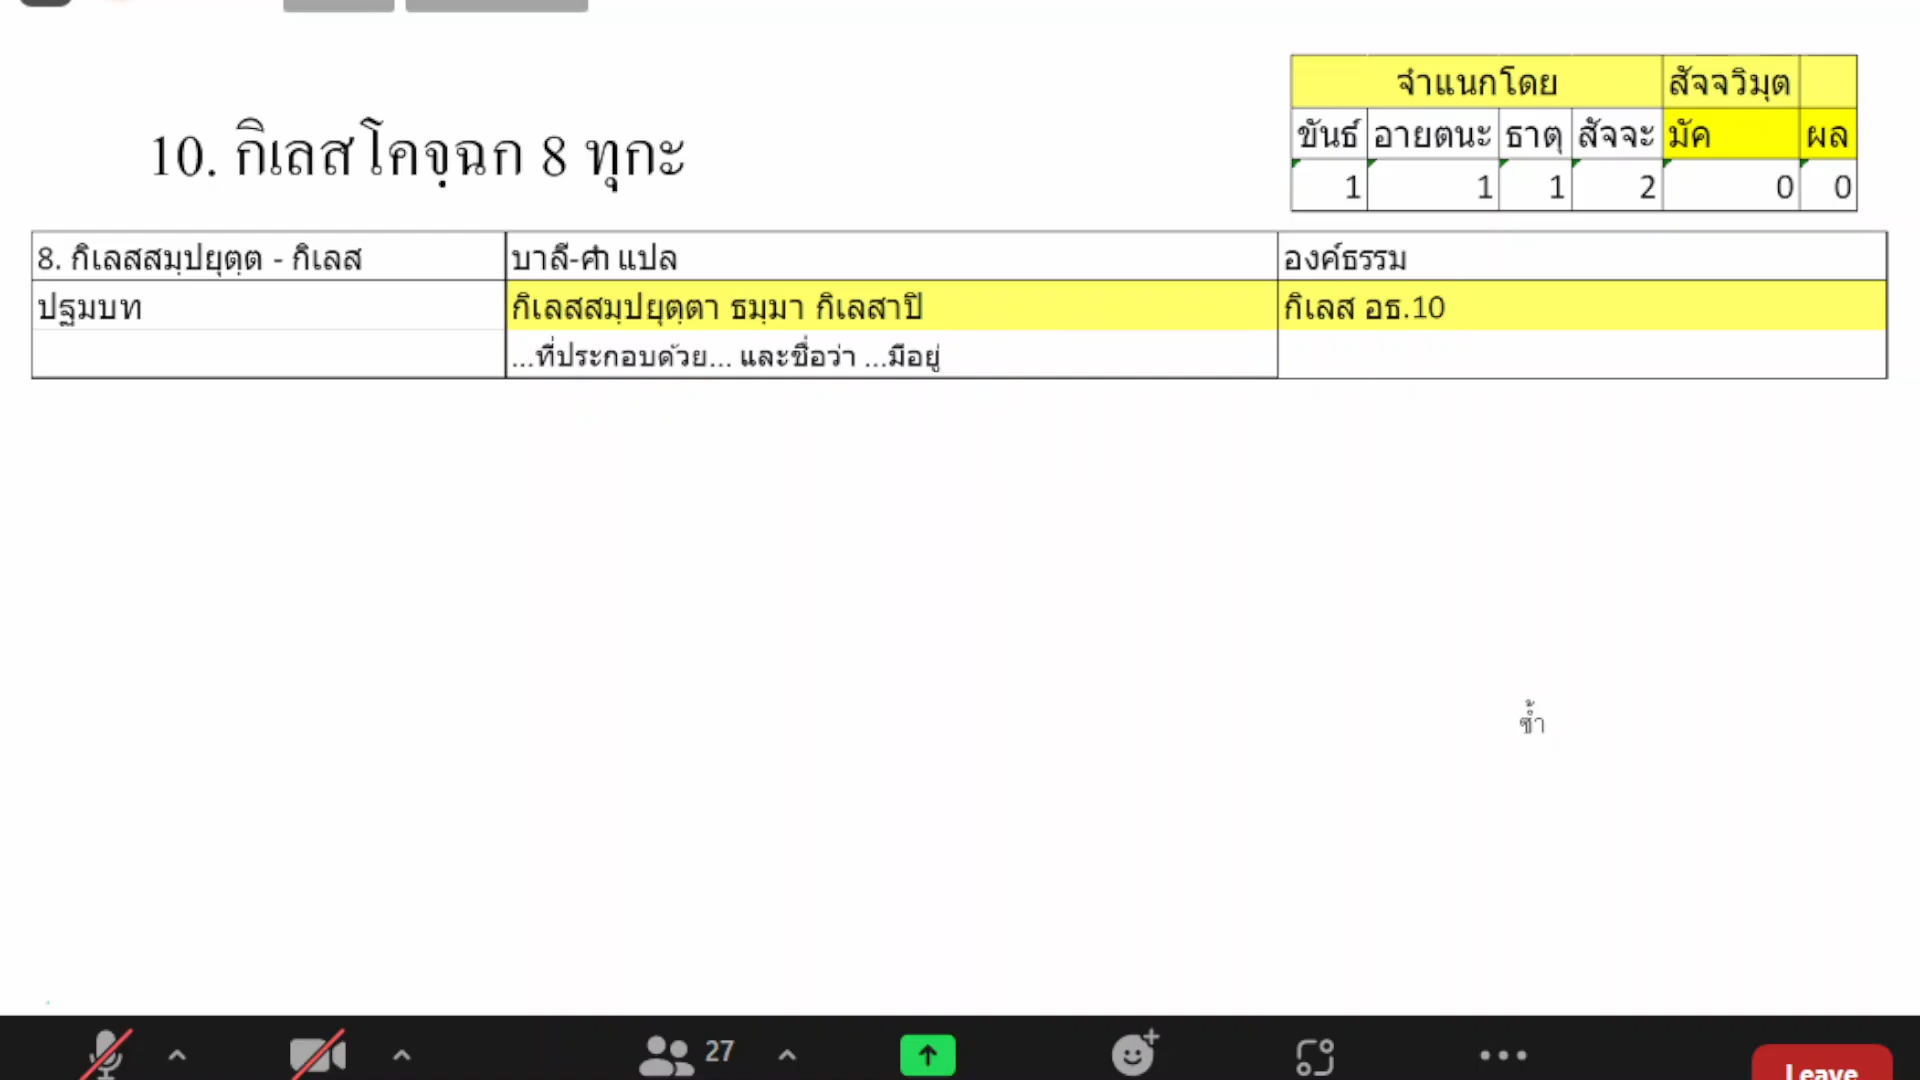 จำแนกโดย สัจจวิมุต
10. กิเลสโคจฺฉก 8 ทุกะ
ขันธ์ อายตนะ ธาตุ สัจจะ มัค ผล
1 1 1 2 0 0
8. กิเลสสมฺปยุตฺต - กิเลส บาลี-คำแปล องค์ธรรม
ปฐมบท กิเลสสมฺปยุตฺตา ธมฺมา กิเลสาปิ กิเลส อธ.10
...ที่ประกอบด้วย... และชื่อว่า ...มีอยู่
ซ้ำ
27
Leave